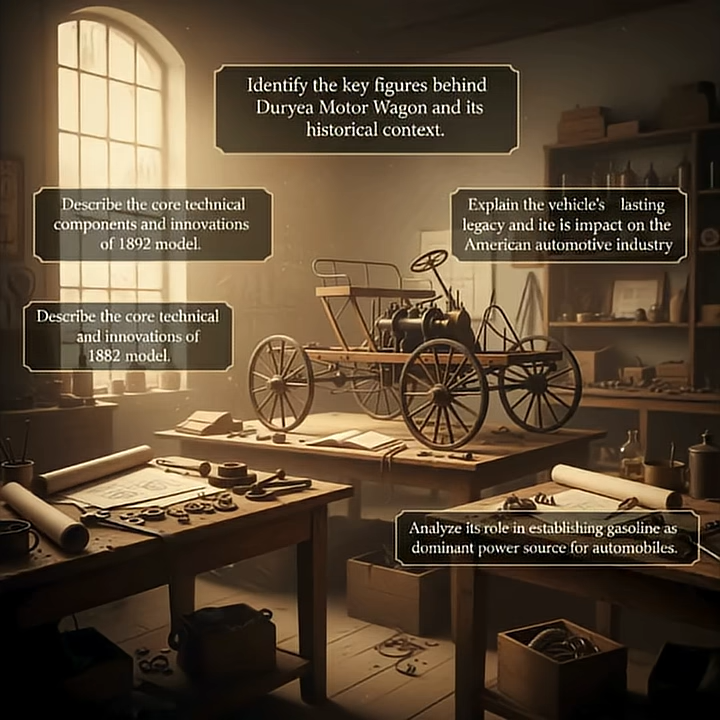 Identify the key figures behind
Duryea Motor Wagon and its
historical context.
Describe the core technical
components and innovations
of 1892 model.
Explain the vehicle's lasting
legacy and ite is impact on the
American automotive industry
Describe the core technical
and innovations of
1882 model.
Analyze its role in establishing gasoline as
dominant power source for automobiles.